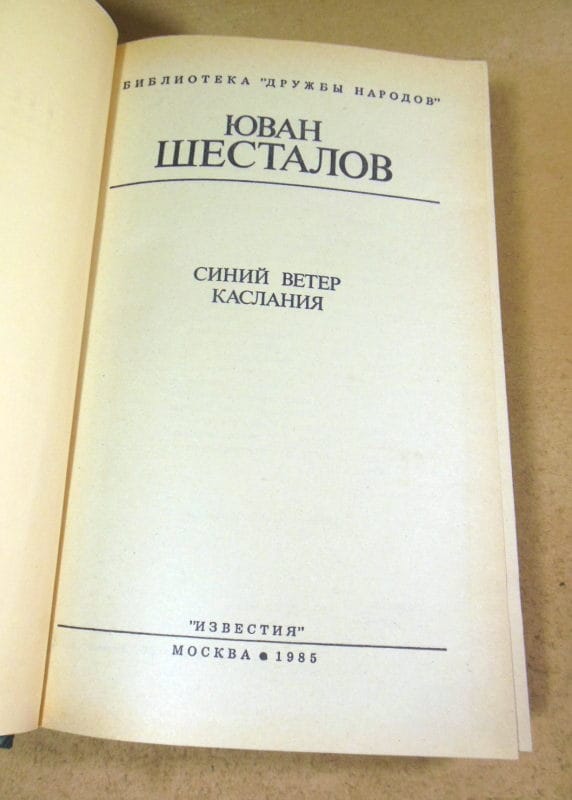 БИБЛИОТЕКА "ДРУЖБЫ НАРОДОВ"
ЮВАН
ШЕСТАЛОВ
СИНИЙ ВЕТЕР
КАСЛАНИЯ
"ИЗВЕСТИЯ"
МОСКВА ● 1985